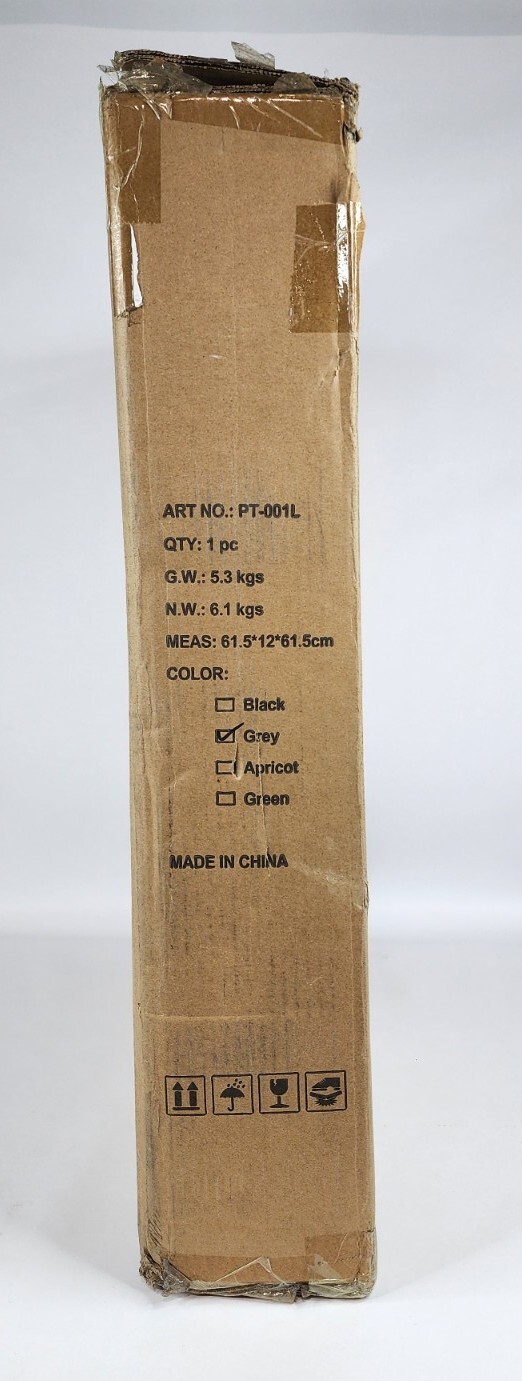 ART NO.: PT-001L
QTY: 1 pc
G.W.: 5.3 kgs
N.W.: 6.1 kgs
MEAS: 61.5*12*61.5cm
COLOR:
Black
Grey
Apricot
Green
MADE IN CHINA